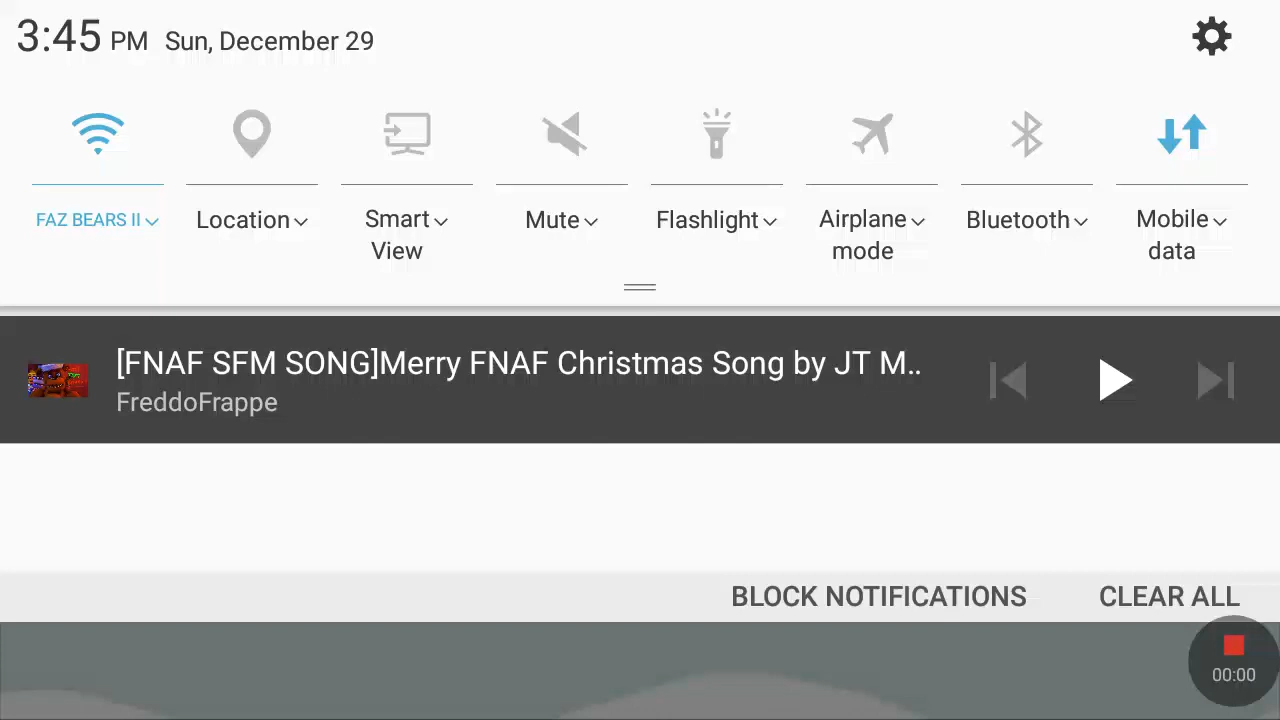 3:45 PM Sun, December 29
FAZ BEARS II
Location
Smart View
Mute
Flashlight
Airplane mode
Bluetooth
Mobile data
[FNAF SFM SONG]Merry FNAF Christmas Song by JT M..
FreddoFrappe
BLOCK NOTIFICATIONS CLEAR ALL
00:00